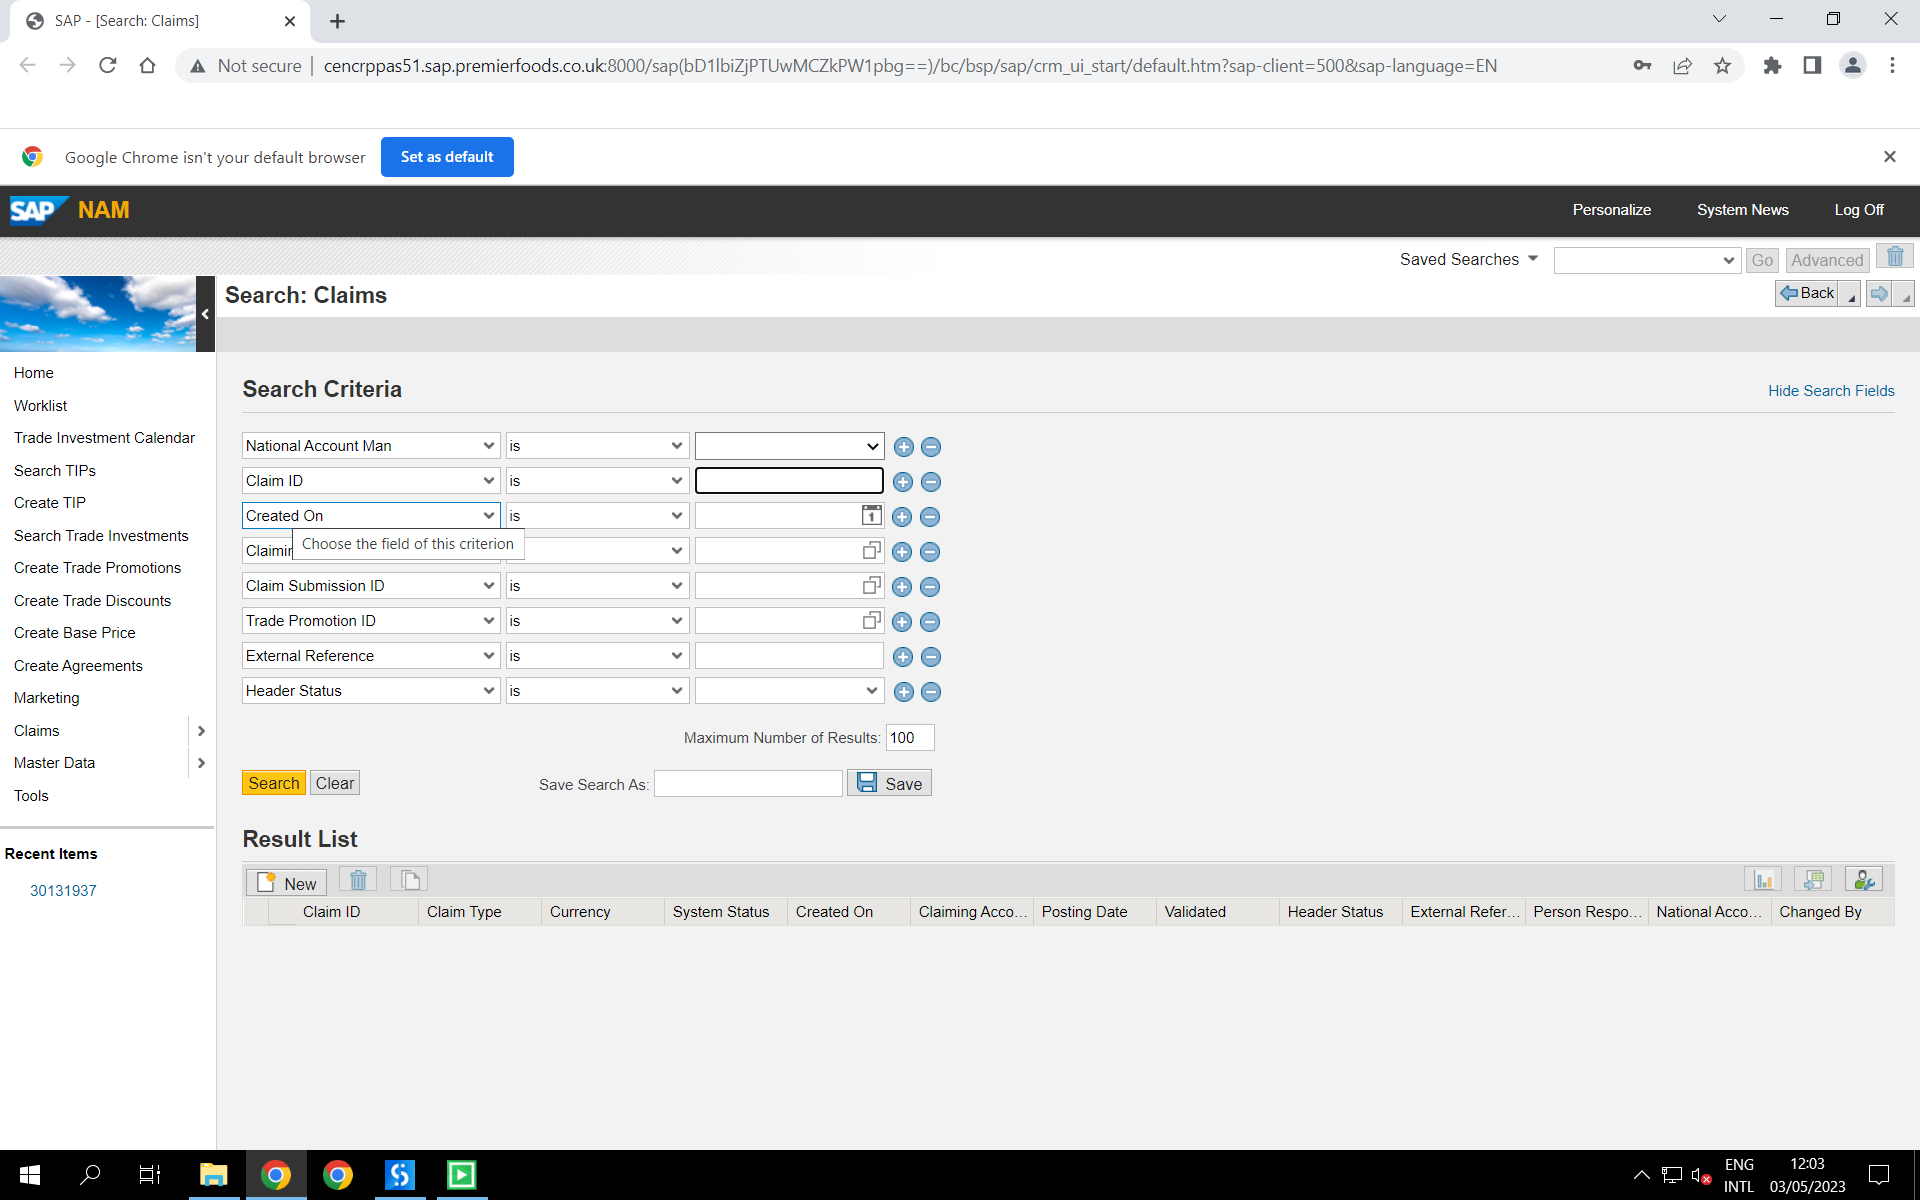 SAP - [Search: Claims]
Not secure
cencrppas51.sap.premierfoods.co.uk:8000/sap(bD1lbiZjPTUwMCZkPW1pbg==)/bc/bsp/sap/crm_ui_start/default.htm?sap-client=500&sap-language=EN
Google Chrome isn't your default browser
Set as default
SAP NAM
Personalize
System News
Log Off
Saved Searches
Go
Advanced
Search: Claims
Back
Home
Worklist
Trade Investment Calendar
Search TIPs
Create TIP
Search Trade Investments
Create Trade Promotions
Create Trade Discounts
Create Base Price
Create Agreements
Marketing
Claims
Master Data
Tools
Recent Items
30131937
Search Criteria
Hide Search Fields
National Account Man is
Claim ID is
Created On is
1
Claimin
Choose the field of this criterion
Claim Submission ID is
Trade Promotion ID is
External Reference is
Header Status is
Maximum Number of Results: 100
Search
Clear
Save Search As:
Save
Result List
New
Claim ID
Claim Type
Currency
System Status
Created On
Claiming Acco...
Posting Date
Validated
Header Status
External Refer...
Person Respo...
National Acco...
Changed By
ENG
INTL
12:03
03/05/2023